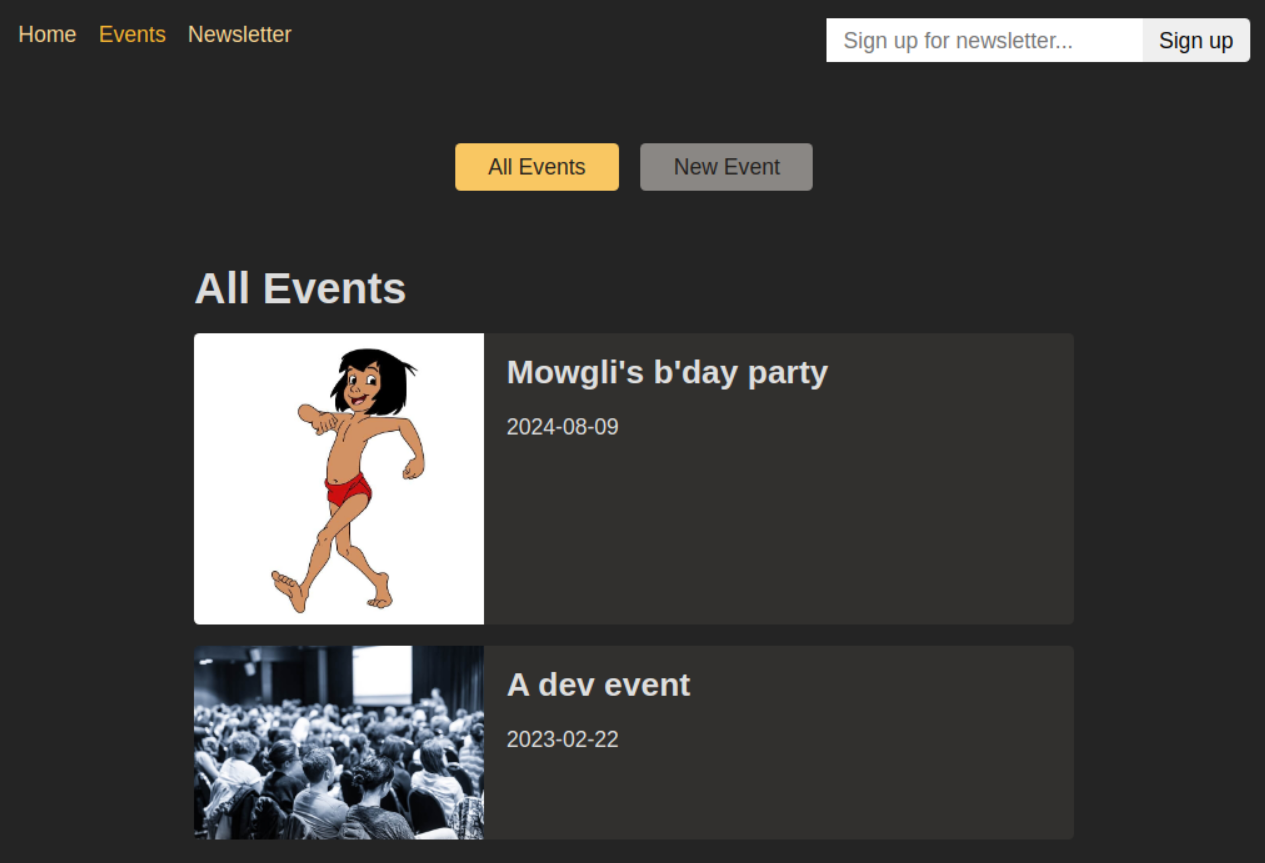 Home Events Newsletter
Sign up for newsletter... Sign up
All Events New Event
All Events
Mowgli's b'day party
2024-08-09
A dev event
2023-02-22